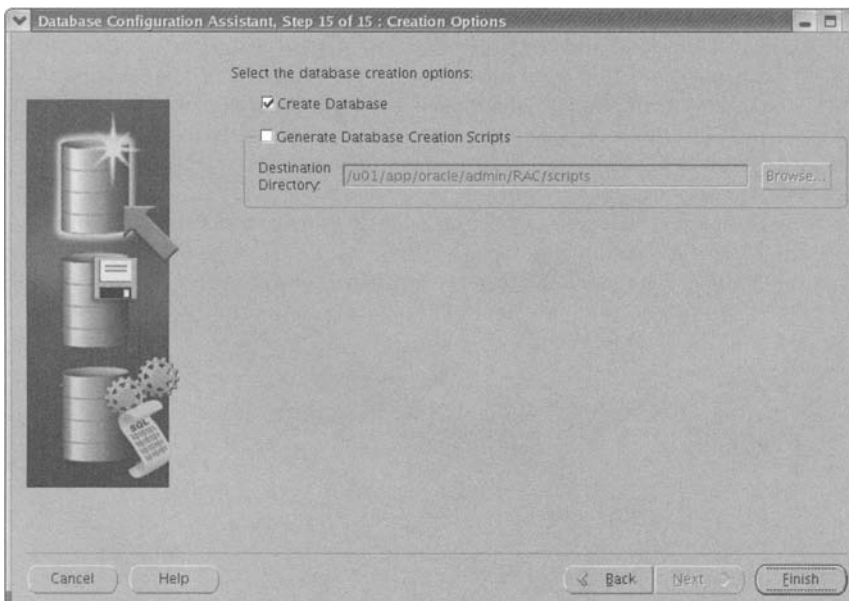 Database Configuration Assistant, Step 15 of 15 : Creation Options
Select the database creation options:
Create Database
Generate Database Creation Scripts
Destination Directory:
/u01/app/oracle/admin/RAC/scripts
Browse...
SQL
Cancel
Help
Back
Next
Finish